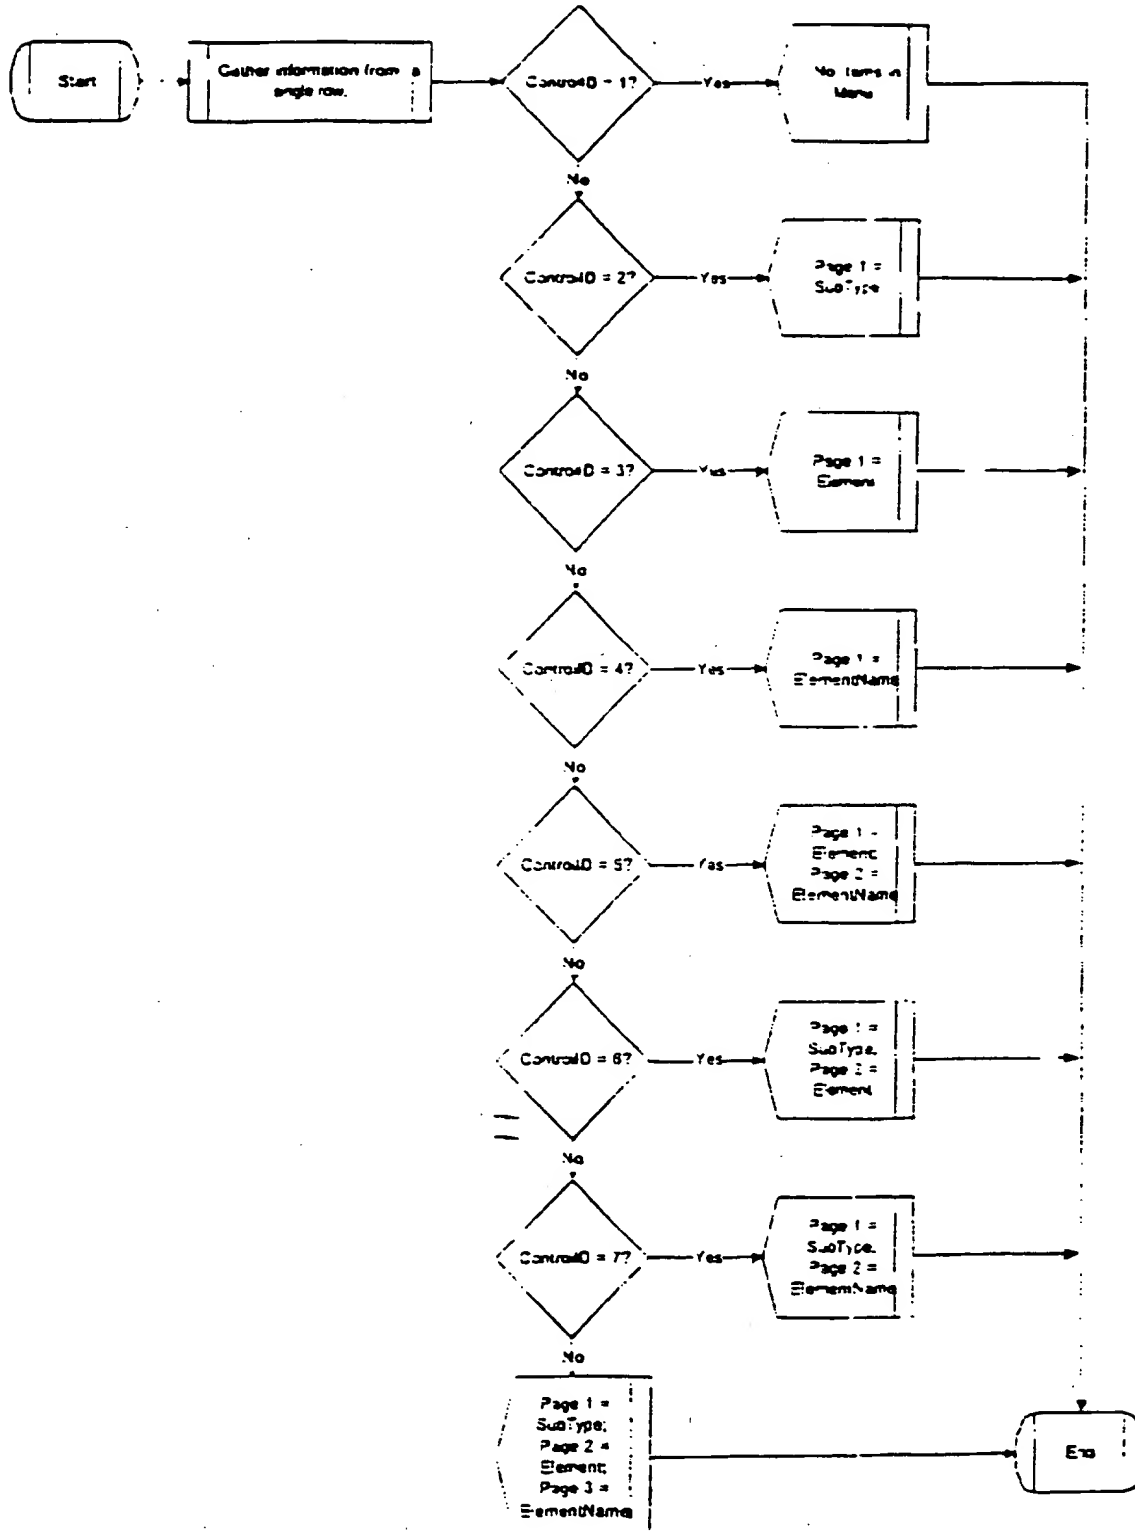 Start
Gather information from a
single row;
ControlID = 1?
Yes
No Items in
Menu
No
ControlID = 2?
Yes
Page 1 =
SubType
No
ControlID = 3?
Yes
Page 1 =
Element
No
ControlID = 4?
Yes
Page 1 =
ElementName
No
ControlID = 5?
Yes
Page 1 =
Element;
Page 2 =
ElementName
No
ControlID = 6?
Yes
Page 1 =
SubType;
Page 2 =
Element
No
ControlID = 7?
Yes
Page 1 =
SubType;
Page 2 =
ElementName
No
Page 1 =
SubType;
Page 2 =
Element;
Page 3 =
ElementName
End